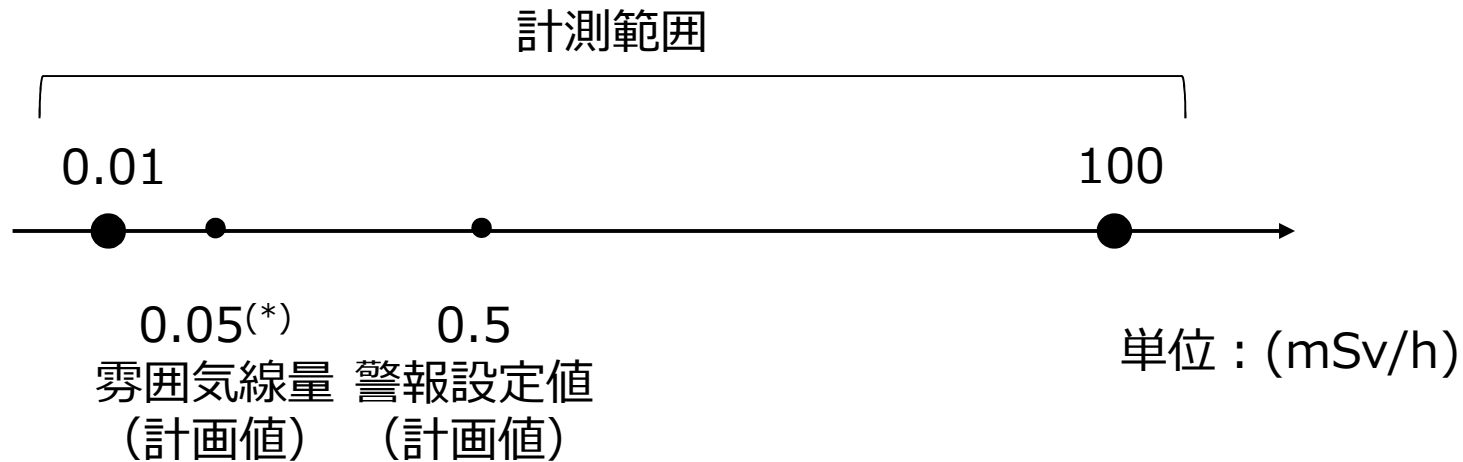 計測範囲
0.01
100
0.05(*)
雰囲気線量
(計画値)
0.5
警報設定値
(計画値)
単位：(mSv/h)